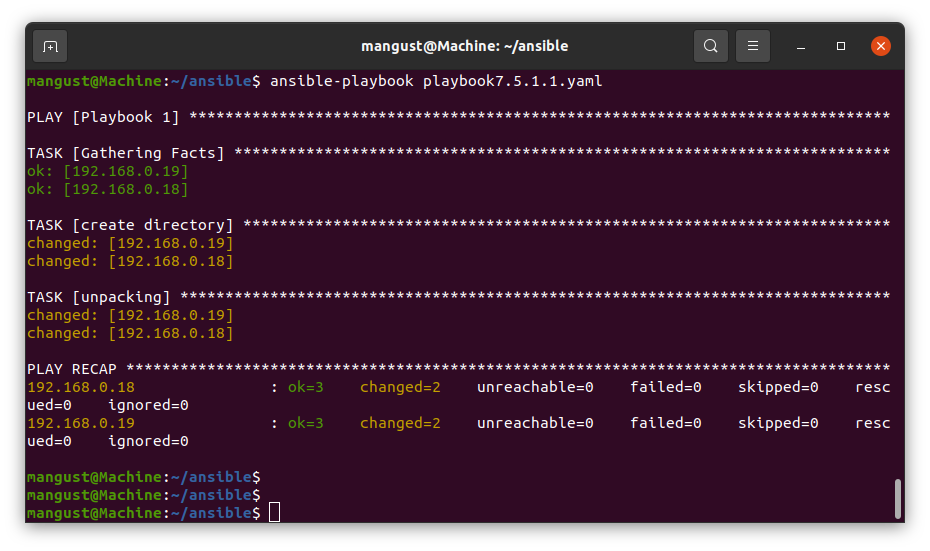 mangust@Machine: ~/ansible
mangust@Machine:~/ansible$ ansible-playbook playbook7.5.1.1.yaml
PLAY [Playbook 1] ******************************************************************************
TASK [Gathering Facts] *************************************************************************
ok: [192.168.0.19]
ok: [192.168.0.18]
TASK [create directory] ************************************************************************
changed: [192.168.0.19]
changed: [192.168.0.18]
TASK [unpacking] *******************************************************************************
changed: [192.168.0.19]
changed: [192.168.0.18]
PLAY RECAP *************************************************************************************
192.168.0.18               : ok=3    changed=2    unreachable=0    failed=0    skipped=0    resc
ued=0    ignored=0
192.168.0.19               : ok=3    changed=2    unreachable=0    failed=0    skipped=0    resc
ued=0    ignored=0
mangust@Machine:~/ansible$
mangust@Machine:~/ansible$
mangust@Machine:~/ansible$